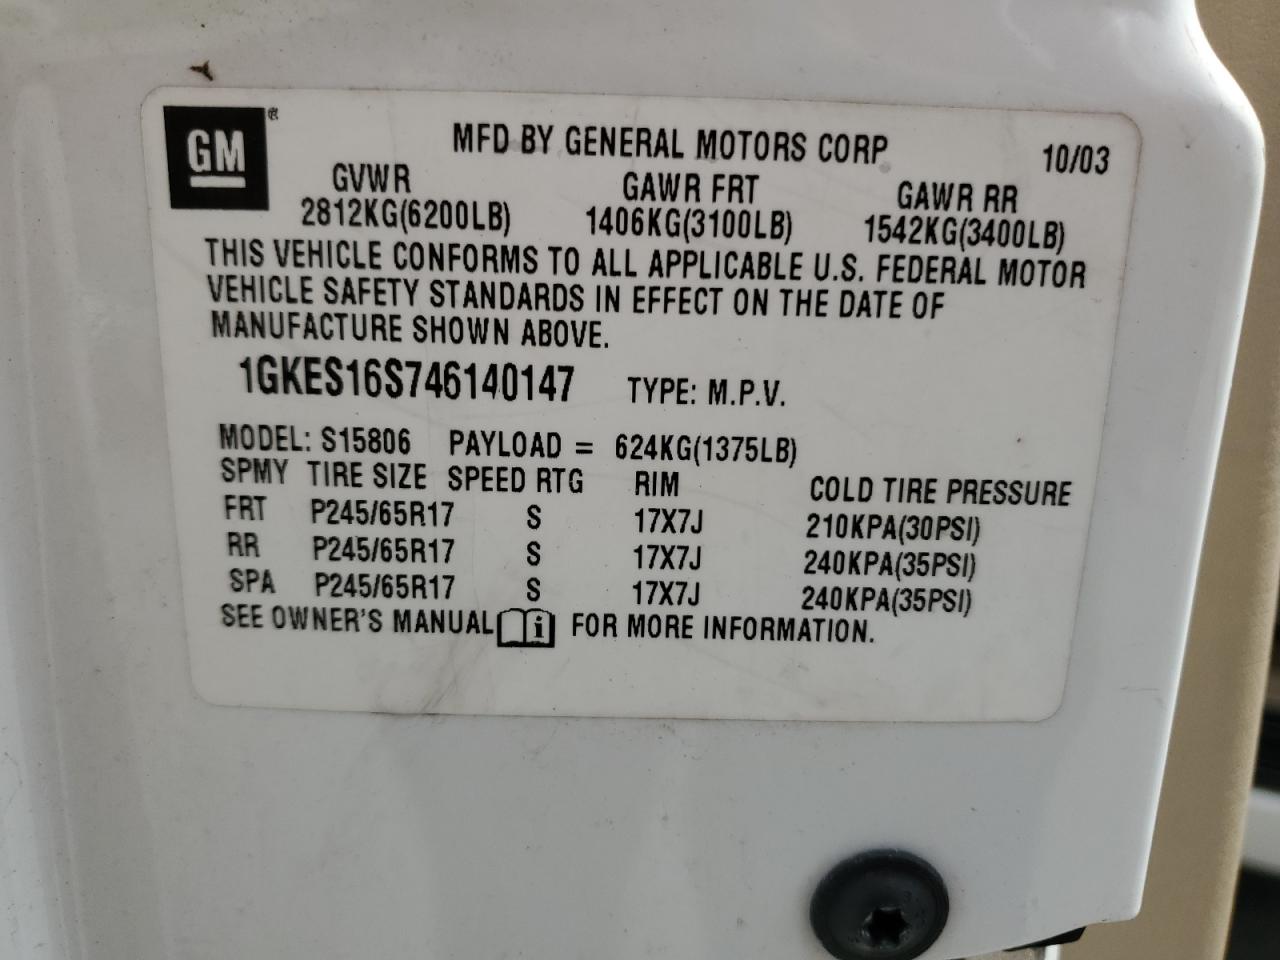 GM ®
MFD BY GENERAL MOTORS CORP 10/03
GVWR GAWR FRT GAWR RR
2812KG(6200LB) 1406KG(3100LB) 1542KG(3400LB)
THIS VEHICLE CONFORMS TO ALL APPLICABLE U.S. FEDERAL MOTOR
VEHICLE SAFETY STANDARDS IN EFFECT ON THE DATE OF
MANUFACTURE SHOWN ABOVE.
1GKES16S746140147 TYPE: M.P.V.
MODEL: S15806 PAYLOAD = 624KG(1375LB)
SPMY TIRE SIZE SPEED RTG RIM COLD TIRE PRESSURE
FRT P245/65R17 S 17X7J 210KPA(30PSI)
RR P245/65R17 S 17X7J 240KPA(35PSI)
SPA P245/65R17 S 17X7J 240KPA(35PSI)
SEE OWNER'S MANUAL i FOR MORE INFORMATION.